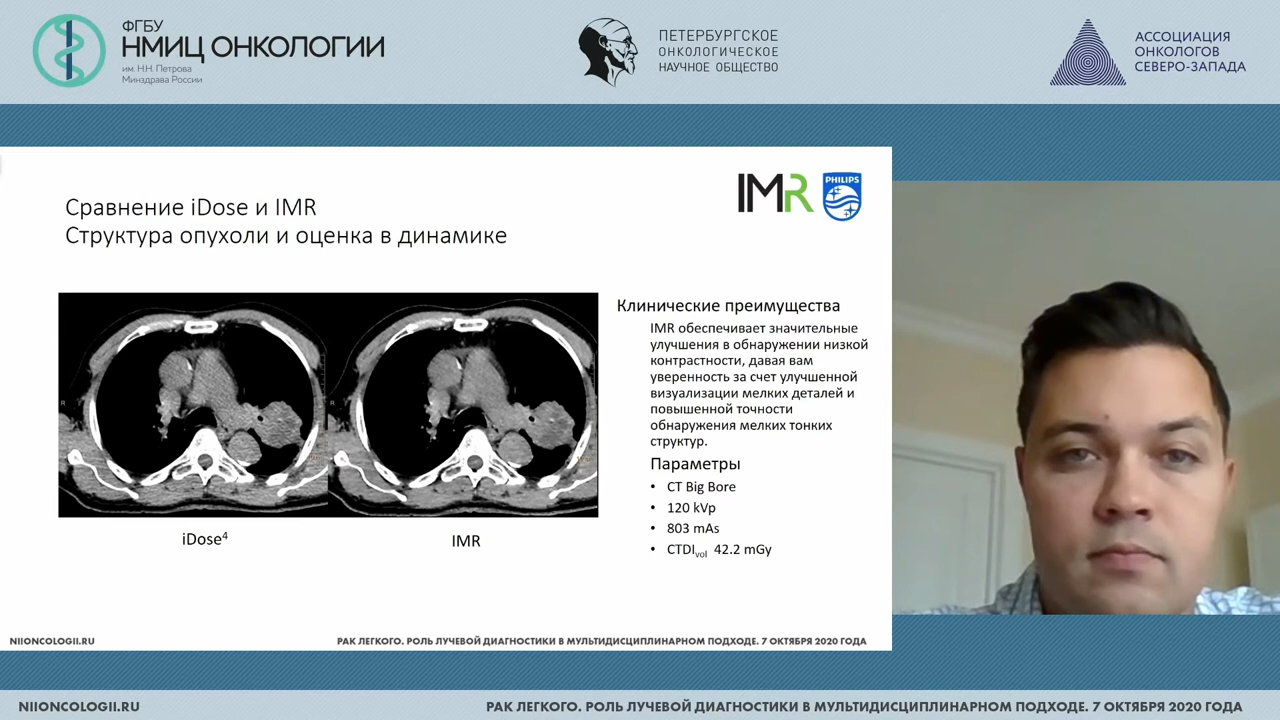 ФГБУ
НМИЦ ОНКОЛОГИИ
им. Н.Н. Петрова
Минздрава России
ПЕТЕРБУРГСКОЕ
ОНКОЛОГИЧЕСКОЕ
НАУЧНОЕ ОБЩЕСТВО
АССОЦИАЦИЯ
ОНКОЛОГОВ
СЕВЕРО-ЗАПАДА
IMR
PHILIPS
Сравнение iDose и IMR
Структура опухоли и оценка в динамике
Клинические преимущества
IMR обеспечивает значительные
улучшения в обнаружении низкой
контрастности, давая вам
уверенность за счет улучшенной
визуализации мелких деталей и
повышенной точности
обнаружения мелких тонких
структур.
Параметры
• CT Big Bore
• 120 kVp
• 803 mAs
• CTDIvol 42.2 mGy
R
R
iDose⁴
IMR
NIIONCOLOGII.RU
РАК ЛЕГКОГО. РОЛЬ ЛУЧЕВОЙ ДИАГНОСТИКИ В МУЛЬТИДИСЦИПЛИНАРНОМ ПОДХОДЕ. 7 ОКТЯБРЯ 2020 ГОДА
NIIONCOLOGII.RU
РАК ЛЕГКОГО. РОЛЬ ЛУЧЕВОЙ ДИАГНОСТИКИ В МУЛЬТИДИСЦИПЛИНАРНОМ ПОДХОДЕ. 7 ОКТЯБРЯ 2020 ГОДА